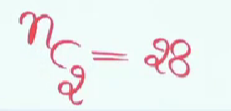 nC₂ = 28